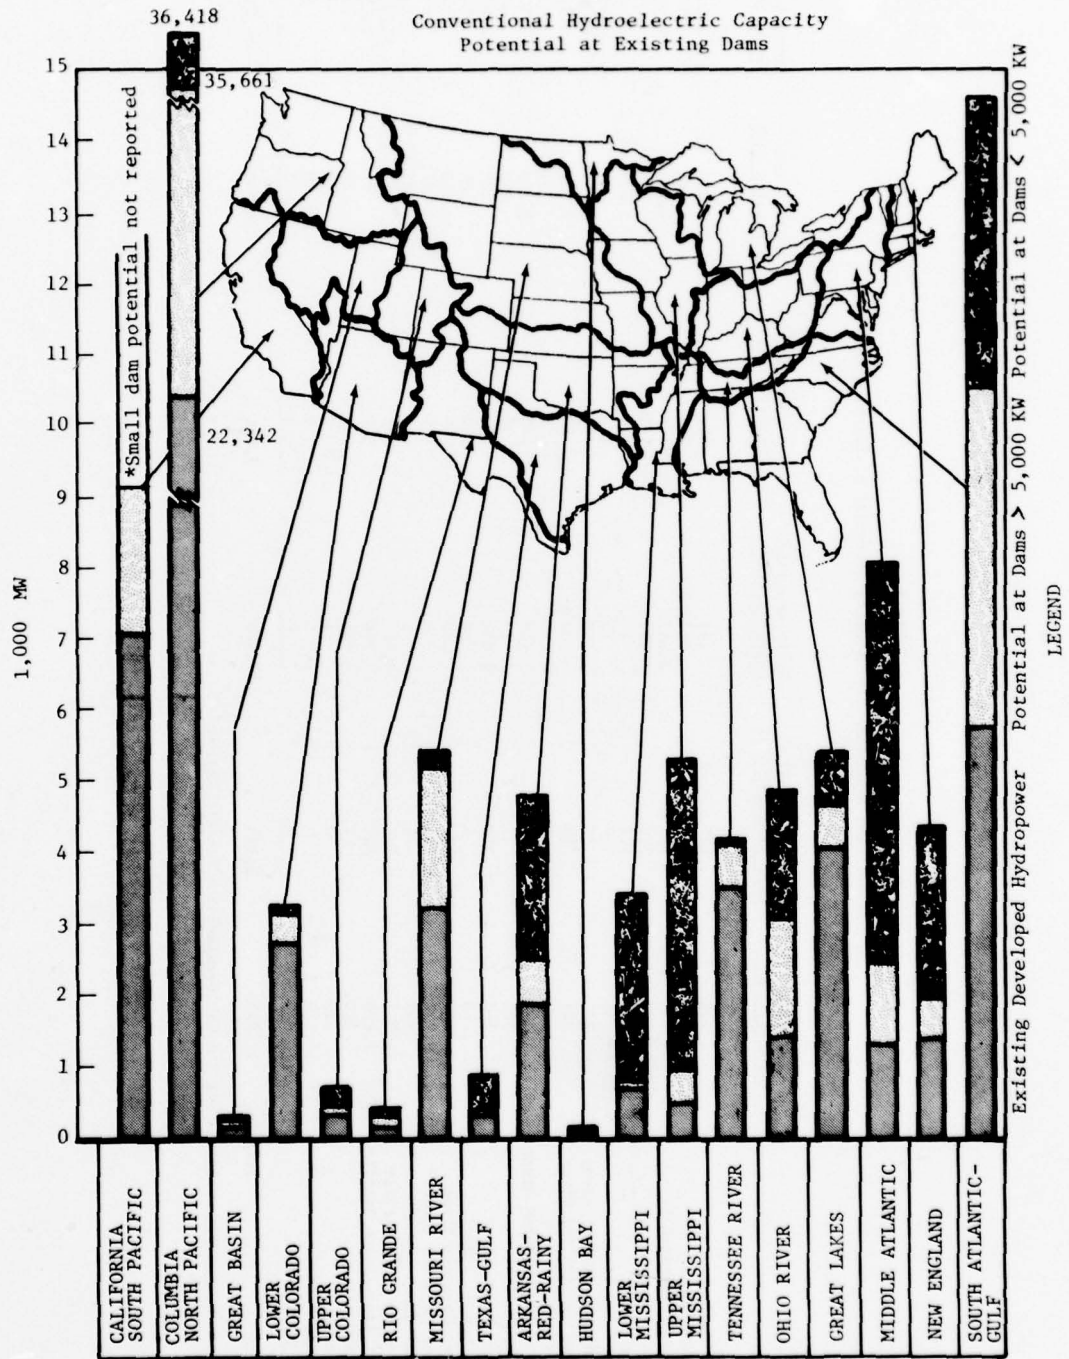 Conventional Hydroelectric Capacity
Potential at Existing Dams
36,418
35,661
22,342
*Small dam potential not reported
1,000 MW
15
14
13
12
11
10
9
8
7
6
5
4
3
2
1
0
CALIFORNIA
SOUTH PACIFIC
COLUMBIA
NORTH PACIFIC
GREAT BASIN
LOWER
COLORADO
UPPER
COLORADO
RIO GRANDE
MISSOURI RIVER
TEXAS-GULF
ARKANSAS-
RED-RAINY
HUDSON BAY
LOWER
MISSISSIPPI
UPPER
MISSISSIPPI
TENNESSEE RIVER
OHIO RIVER
GREAT LAKES
MIDDLE ATLANTIC
NEW ENGLAND
SOUTH ATLANTIC-
GULF
Existing Developed Hydropower
Potential at Dams > 5,000 KW
Potential at Dams < 5,000 KW
LEGEND